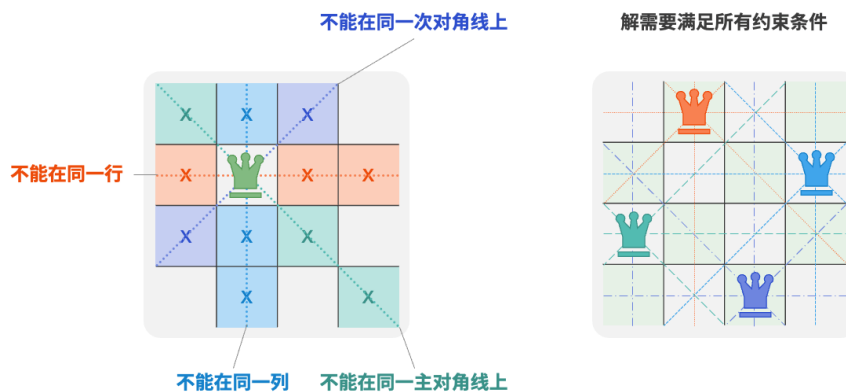 不能在同一次对角线上
解需要满足所有约束条件
X X X
不能在同一行
X X X
X X X
X X
不能在同一列
不能在同一主对角线上